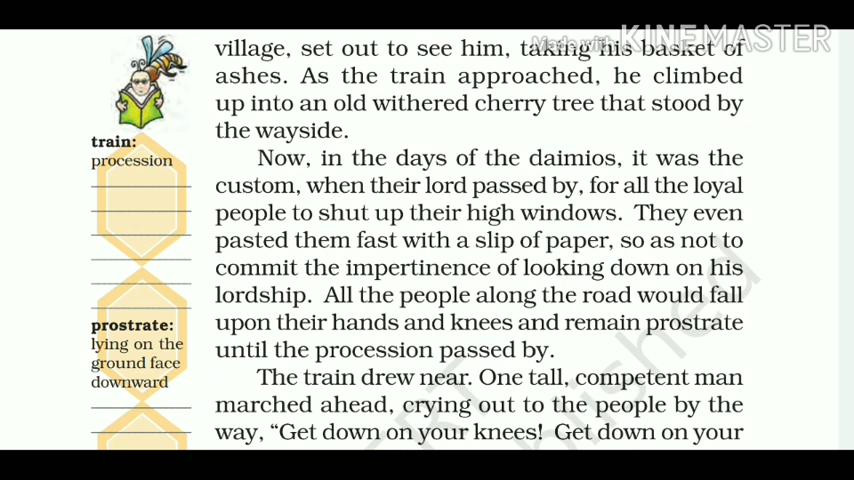 Made with KINEMASTER
village, set out to see him, taking his basket of
ashes. As the train approached, he climbed
up into an old withered cherry tree that stood by
the wayside.
train:
procession
Now, in the days of the daimios, it was the
custom, when their lord passed by, for all the loyal
people to shut up their high windows. They even
pasted them fast with a slip of paper, so as not to
commit the impertinence of looking down on his
lordship. All the people along the road would fall
upon their hands and knees and remain prostrate
until the procession passed by.
prostrate:
lying on the
ground face
downward
The train drew near. One tall, competent man
marched ahead, crying out to the people by the
way, “Get down on your knees! Get down on your